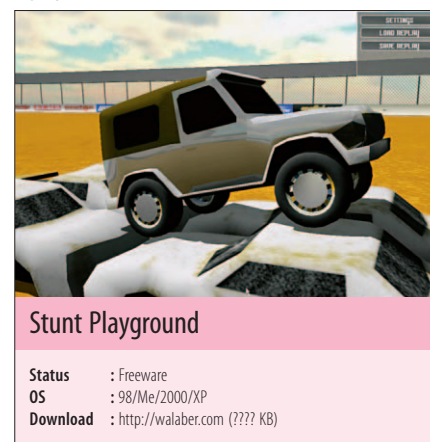 SETTINGS
LOAD REPLAY
SAVE REPLAY
Stunt Playground
Status : Freeware
OS : 98/Me/2000/XP
Download : http://walaber.com (???? KB)